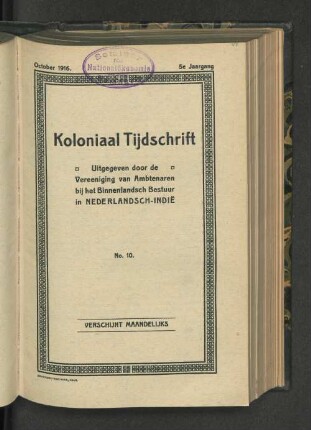 October 1916. 5e Jaargang
Nationalökonomie
Koloniaal Tijdschrift
Uitgegeven door de
Vereeniging van Ambtenaren
bij het Binnenlandsch Bestuur
in NEDERLANDSCH-INDIË
No. 10.
VERSCHIJNT MAANDELIJKS